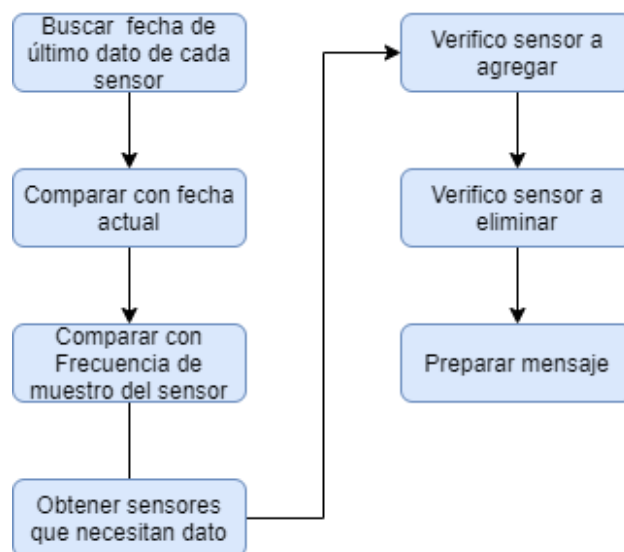 Buscar fecha de
último dato de cada
sensor
Comparar con fecha
actual
Comparar con
Frecuencia de
muestro del sensor
Obtener sensores
que necesitan dato
Verifico sensor a
agregar
Verifico sensor a
eliminar
Preparar mensaje